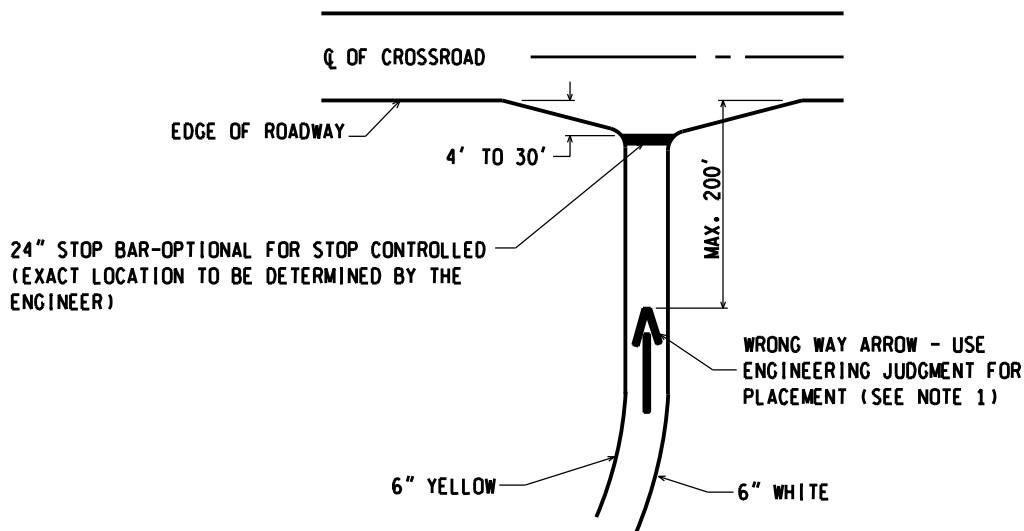 ℄ OF CROSSROAD
EDGE OF ROADWAY
4' TO 30'
MAX. 200'
24" STOP BAR-OPTIONAL FOR STOP CONTROLLED
(EXACT LOCATION TO BE DETERMINED BY THE
ENGINEER)
WRONG WAY ARROW - USE
ENGINEERING JUDGMENT FOR
PLACEMENT (SEE NOTE 1)
6" YELLOW
6" WHITE